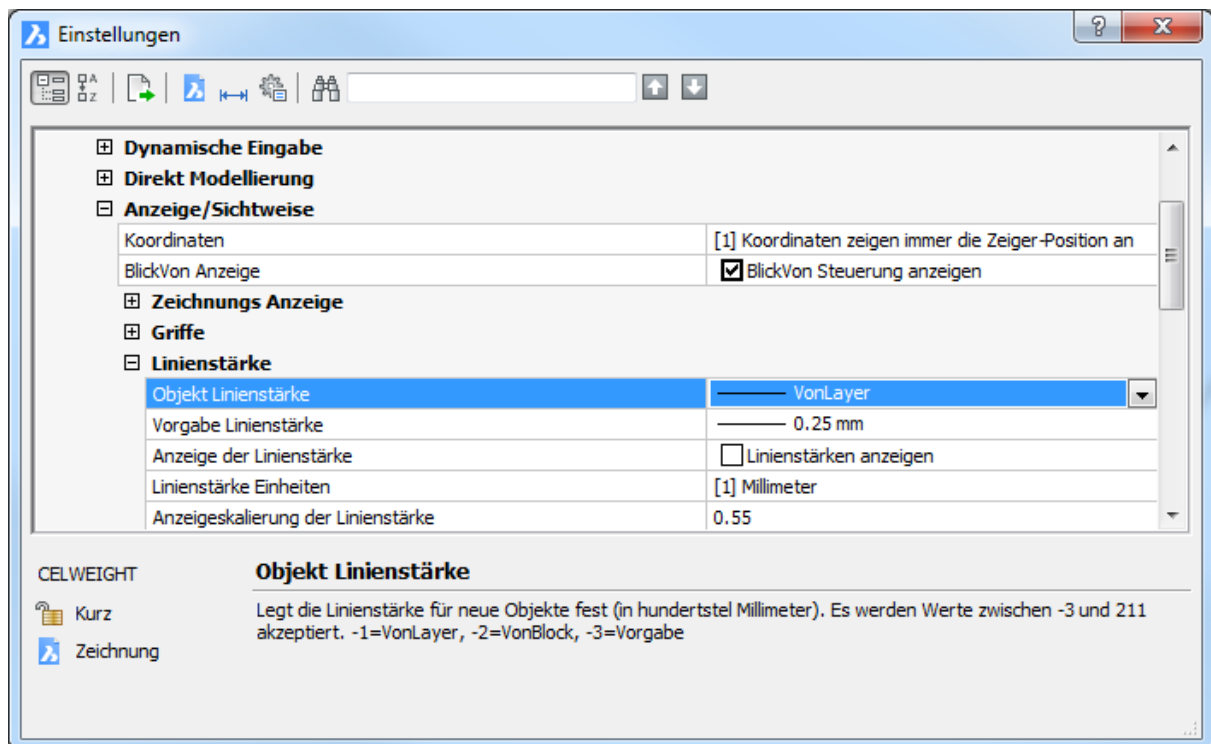 Einstellungen
Dynamische Eingabe
Direkt Modellierung
Anzeige/Sichtweise
Koordinaten [1] Koordinaten zeigen immer die Zeiger-Position an
BlickVon Anzeige BlickVon Steuerung anzeigen
Zeichnungs Anzeige
Griffe
Linienstärke
Objekt Linienstärke VonLayer
Vorgabe Linienstärke 0.25 mm
Anzeige der Linienstärke Linienstärken anzeigen
Linienstärke Einheiten [1] Millimeter
Anzeigeskalierung der Linienstärke 0.55
CELWEIGHT
Kurz
Zeichnung
Objekt Linienstärke
Legt die Linienstärke für neue Objekte fest (in hundertstel Millimeter). Es werden Werte zwischen -3 und 211
akzeptiert. -1=VonLayer, -2=VonBlock, -3=Vorgabe